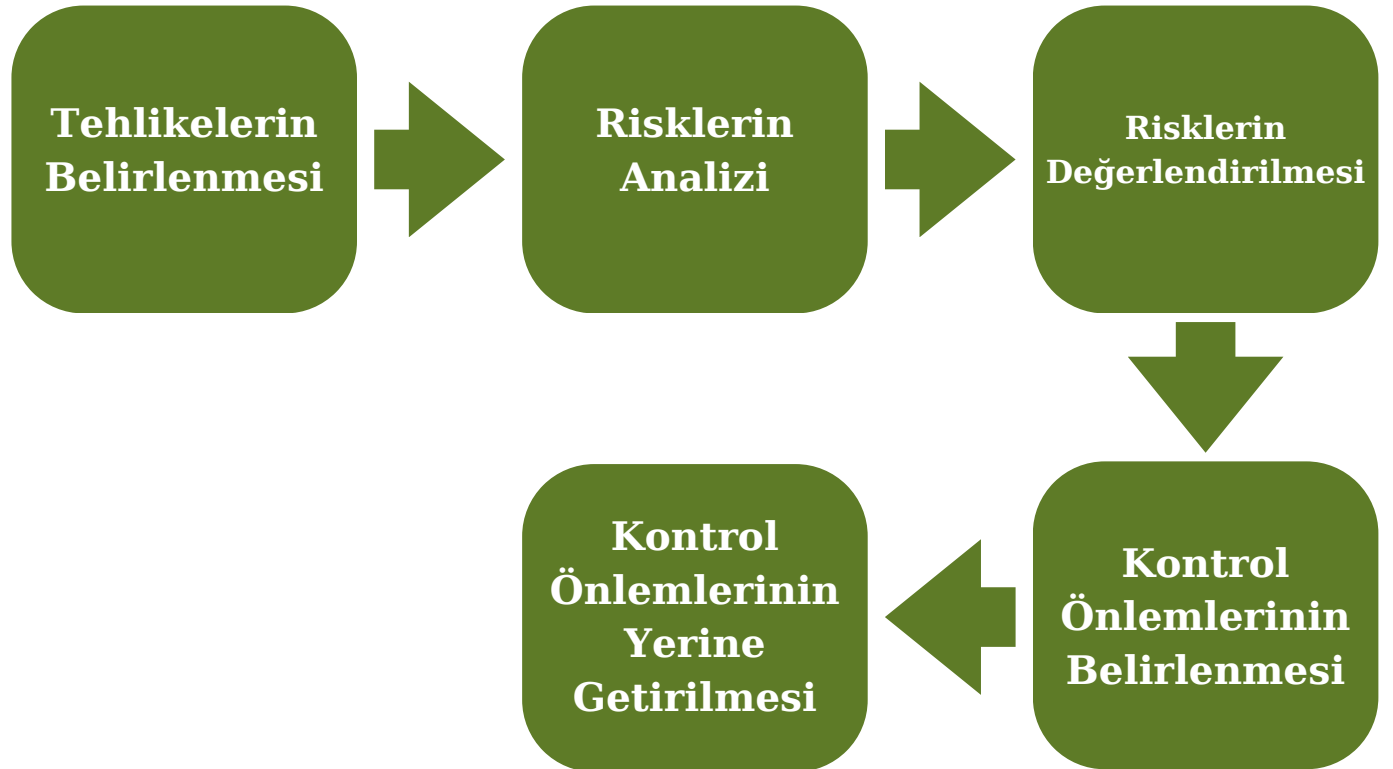 Tehlikelerin
Belirlenmesi
Risklerin
Analizi
Risklerin
Değerlendirilmesi
Kontrol
Önlemlerinin
Belirlenmesi
Kontrol
Önlemlerinin
Yerine
Getirilmesi